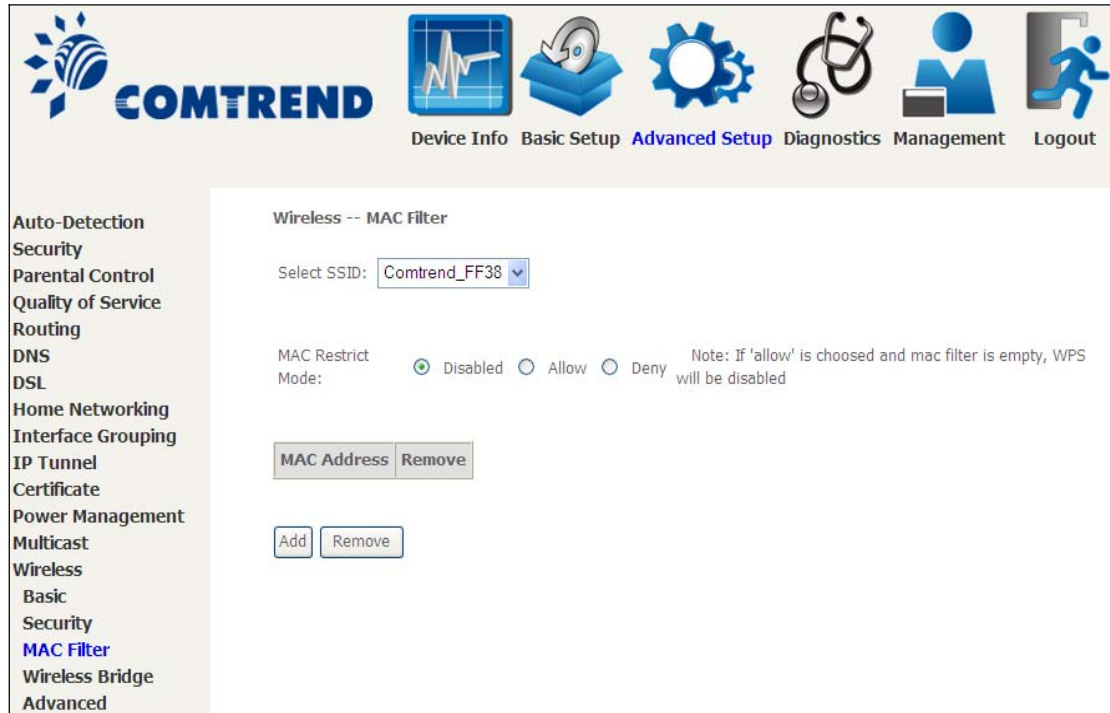 COMTREND
Device Info Basic Setup Advanced Setup Diagnostics Management Logout
Auto-Detection
Security
Parental Control
Quality of Service
Routing
DNS
DSL
Home Networking
Interface Grouping
IP Tunnel
Certificate
Power Management
Multicast
Wireless
Basic
Security
MAC Filter
Wireless Bridge
Advanced
Wireless -- MAC Filter
Select SSID: Comtrend_FF38
MAC Restrict
Mode:
Disabled Allow Deny
Note: If 'allow' is choosed and mac filter is empty, WPS
will be disabled
MAC Address Remove
Add Remove